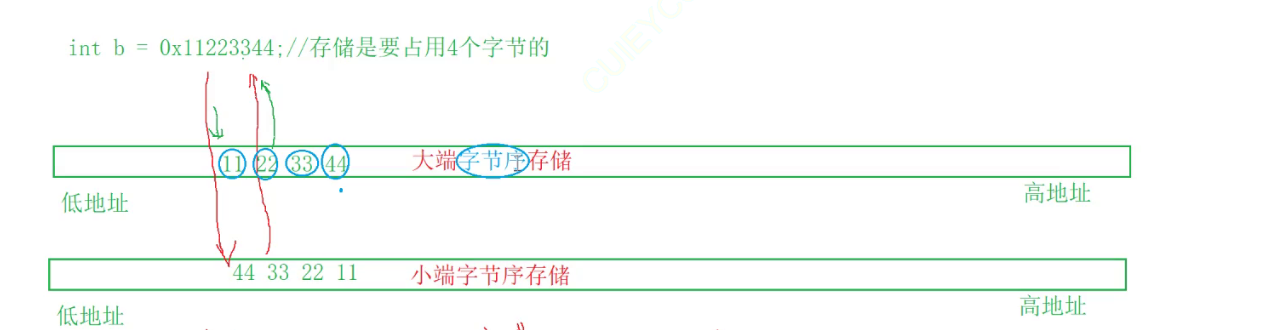 int b = 0x11223344;//存储是要占用4个字节的
11 22 33 44 大端字节序存储
低地址 高地址
44 33 22 11 小端字节序存储
低地址 高地址